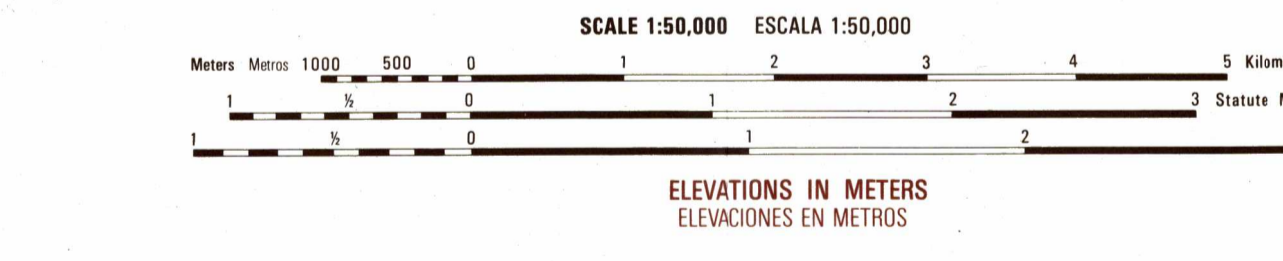 SCALE 1:50,000 ESCALA 1:50,000
Meters Metros 1000 500 0 1 2 3 4 5 Kilom
1 ½ 0 1 2 3 Statute
1 ½ 0 1 2
ELEVATIONS IN METERS
ELEVACIONES EN METROS